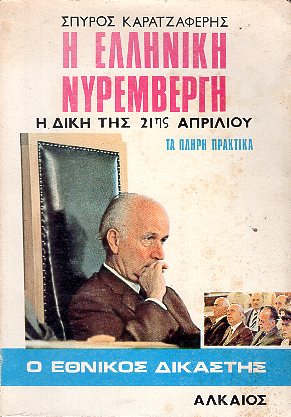 ΣΠΥΡΟΣ ΚΑΡΑΤΖΑΦΕΡΗΣ
Η ΕΛΛΗΝΙΚΗ
ΝΥΡΕΜΒΕΡΓΗ
Η ΔΙΚΗ ΤΗΣ 21ης ΑΠΡΙΛΙΟΥ
ΤΑ ΠΛΗΡΗ ΠΡΑΚΤΙΚΑ
Ο ΕΘΝΙΚΟΣ ΔΙΚΑΣΤΗΣ
ΑΛΚΑΙΟΣ